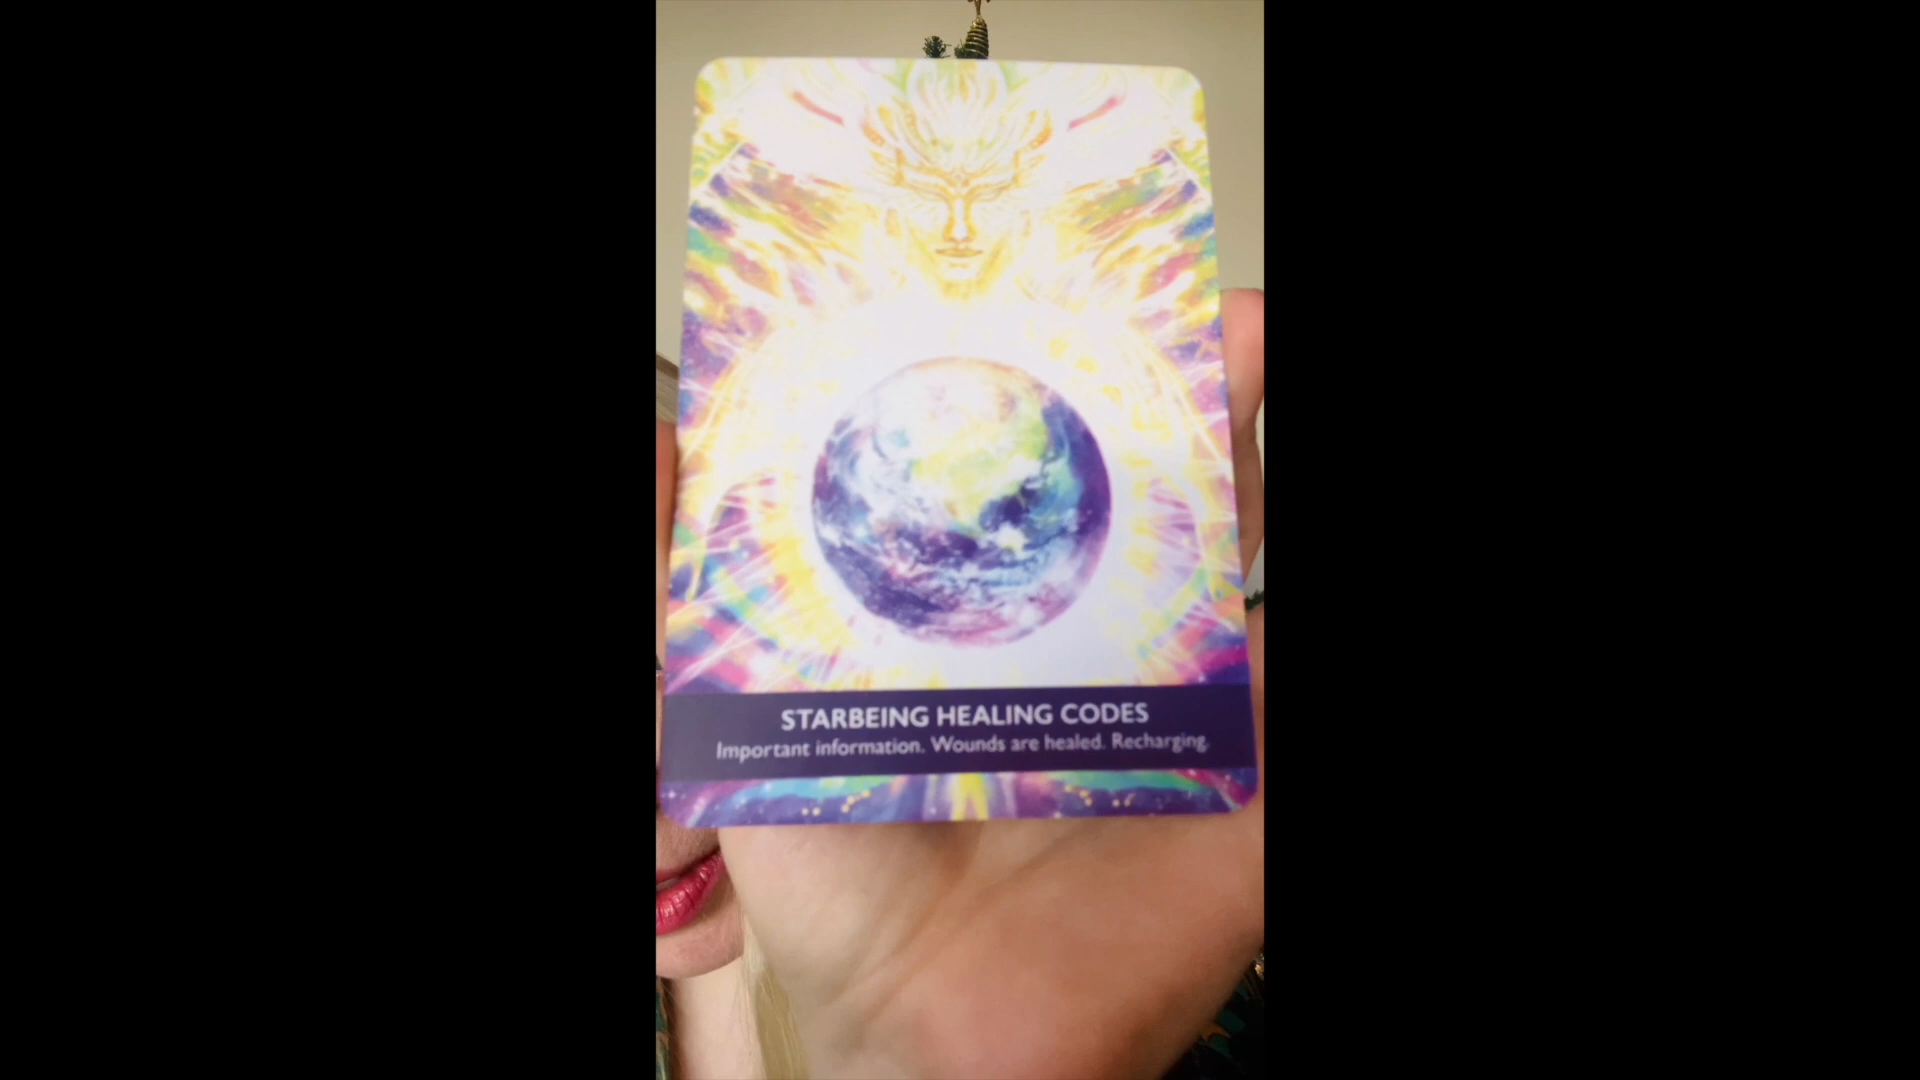 STARBEING HEALING CODES
Important information. Wounds are healed. Recharging.